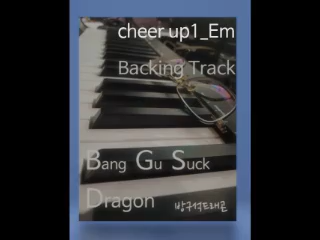 cheer up1_Em
Backing Track
Bang Gu Suck
Dragon 방구석드래곤